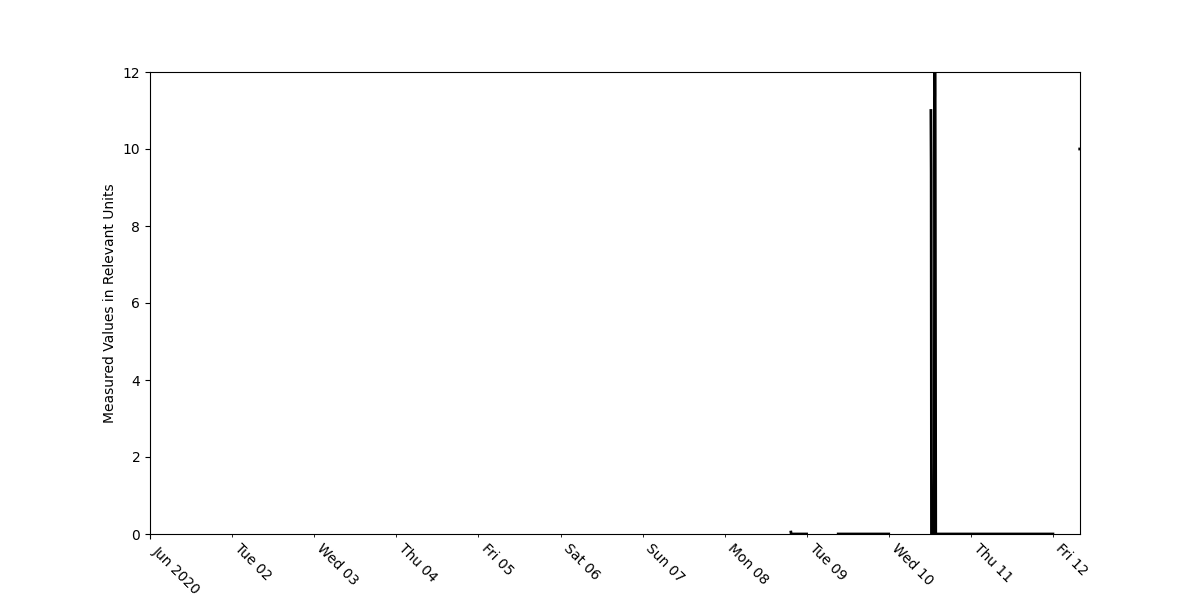 12
10
8
6
4
2
0
Measured Values in Relevant Units
Jun 2020
Tue 02
Wed 03
Thu 04
Fri 05
Sat 06
Sun 07
Mon 08
Tue 09
Wed 10
Thu 11
Fri 12